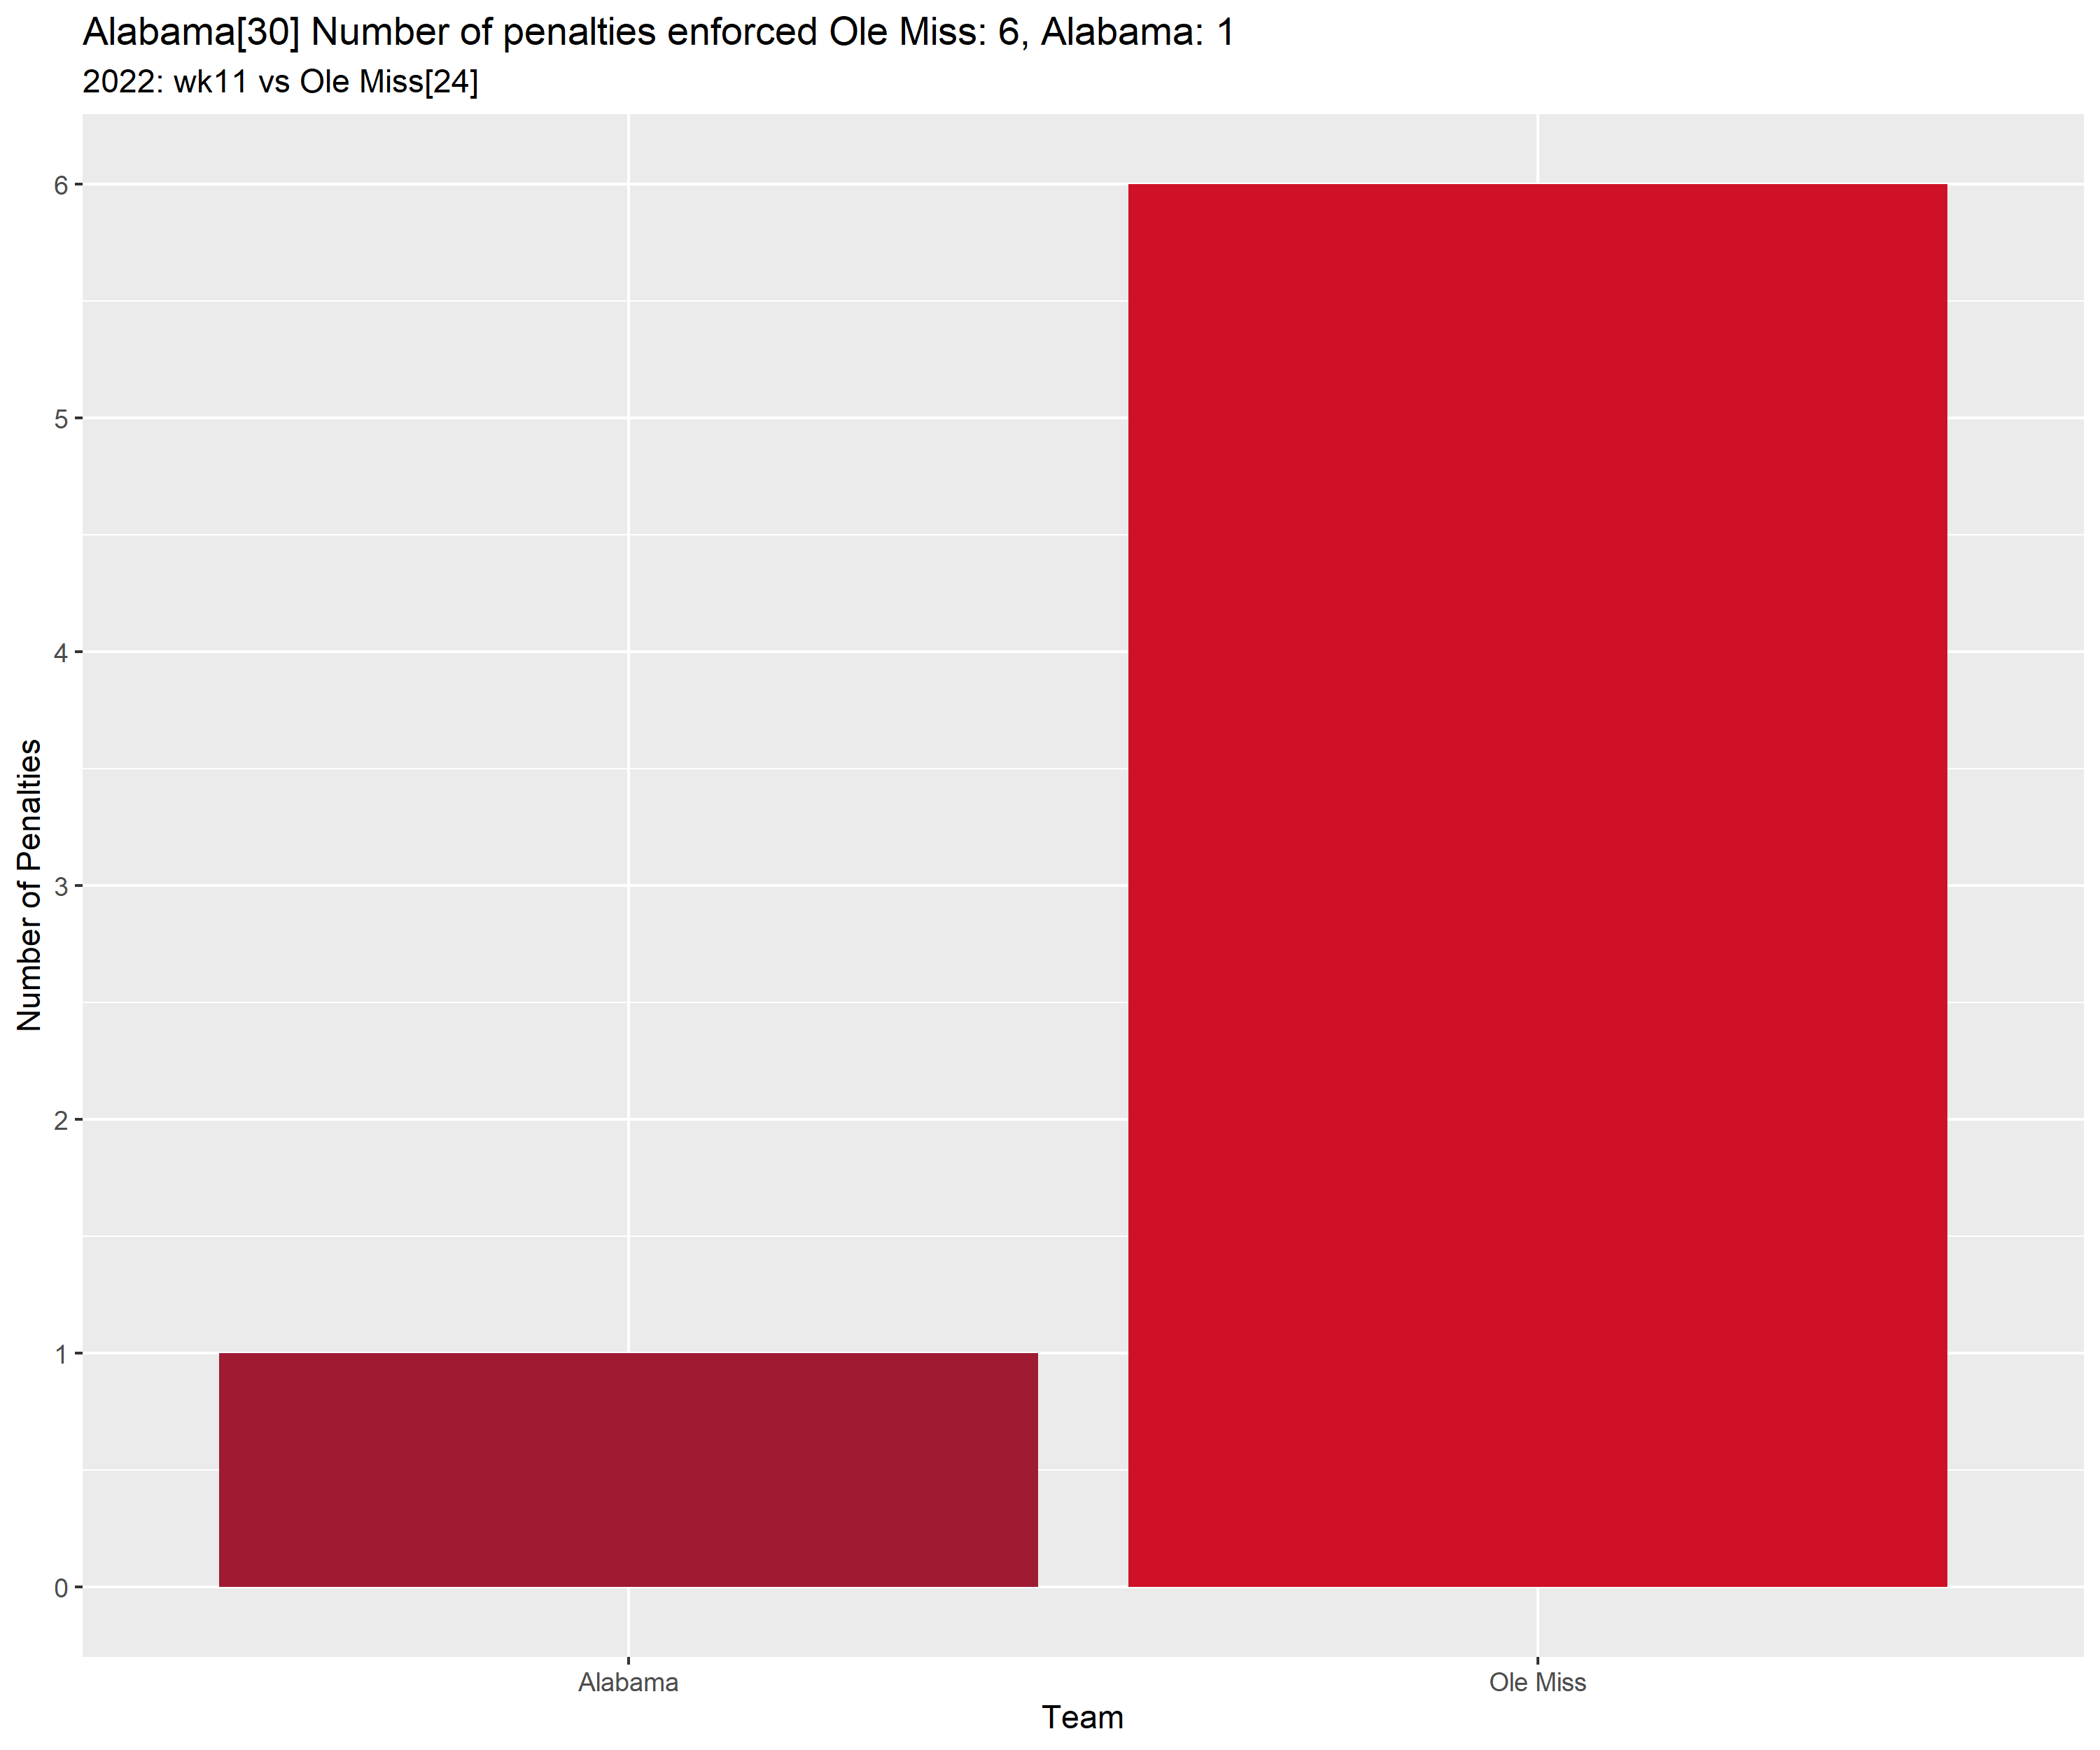 Alabama[30] Number of penalties enforced Ole Miss: 6, Alabama: 1
2022: wk11 vs Ole Miss[24]
Number of Penalties
6
5
4
3
2
1
0
Alabama
Ole Miss
Team